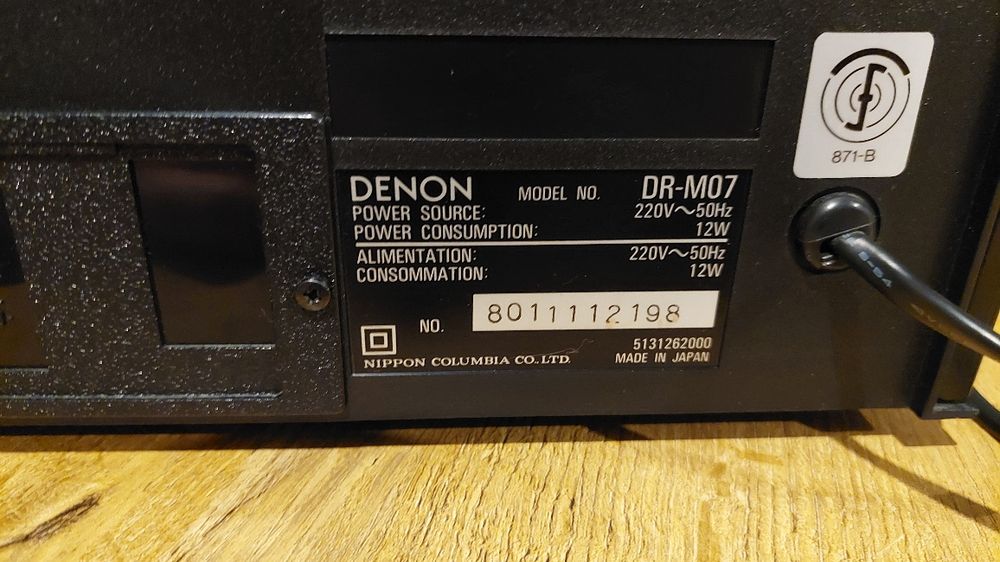 871-B
DENON MODEL NO. DR-M07
POWER SOURCE: 220V～50Hz
POWER CONSUMPTION: 12W
ALIMENTATION: 220V～50Hz
CONSOMMATION: 12W
NO. 8011112198
5131262000
NIPPON COLUMBIA CO.,LTD. MADE IN JAPAN